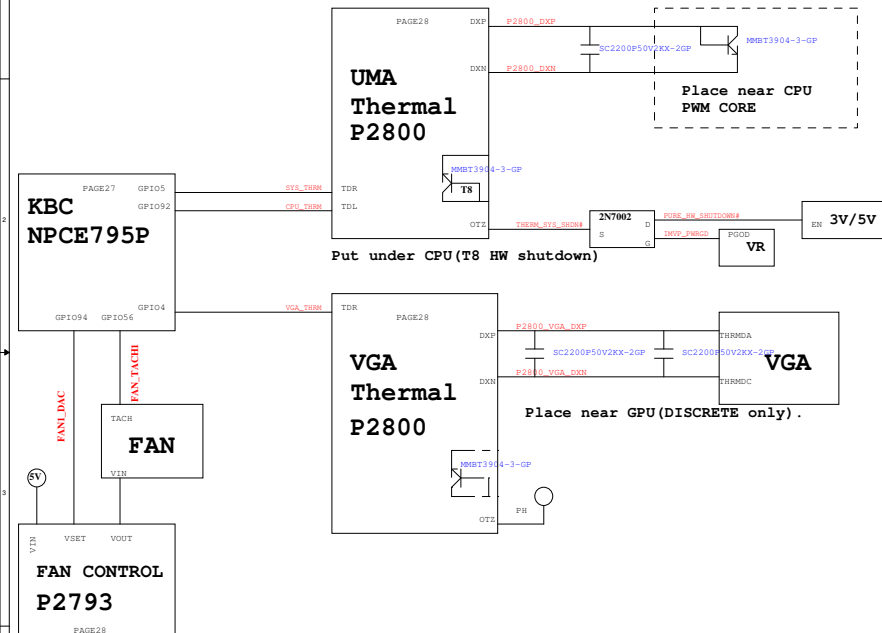 PAGE28
DXP
P2800_DXP
SC2200P50V2KX-2GP
MMBT3904-3-GP
UMA
Thermal
P2800
DXN
P2800_DXN
Place near CPU
PWM CORE
MMBT3904-3-GP
T8
PAGE27
GPIO5
SYS_THRM
TDR
KBC
NPCE795P
GPIO92
CPU_THRM
TDL
OTZ
THERM_SYS_SHDN#
2N7002
S
D
G
PURE_HW_SHUTDOWN#
IMVP_PWRGD
PGOD
VR
EN
3V/5V
2
Put under CPU(T8 HW shutdown)
GPIO4
VGA_THRM
TDR
GPIO94
GPIO56
PAGE28
VGA
Thermal
P2800
DXP
P2800_VGA_DXP
SC2200P50V2KX-2GP
SC2200P50V2KX-2GP
THRMDA
VGA
DXN
P2800_VGA_DXN
THRMDC
Place near GPU(DISCRETE only).
FAN1_DAC
FAN_TACH1
TACH
FAN
VIN
MMBT3904-3-GP
OTZ
PH
5V
3
VIN
VSET
VOUT
FAN CONTROL
P2793
PAGE28